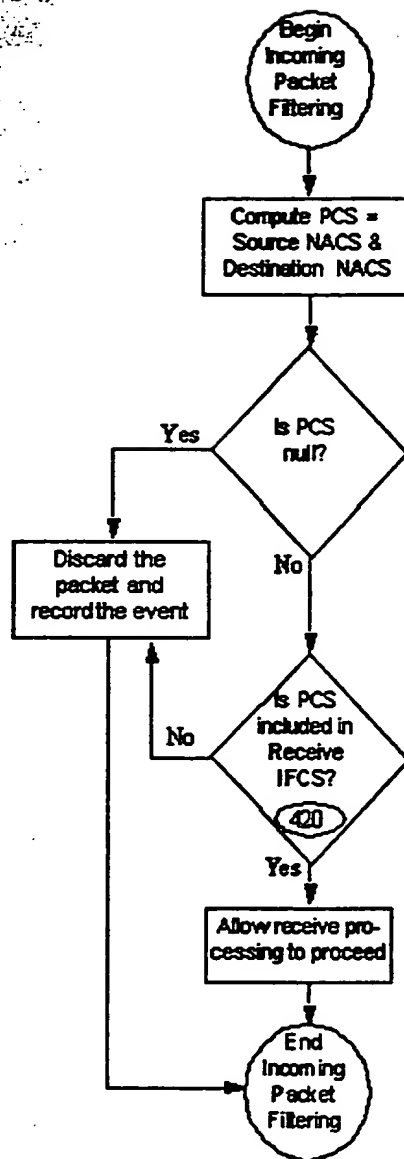 Begin
Incoming
Packet
Filtering
Compute PCS =
Source NACS &
Destination NACS
Is PCS
null?
Yes
No
Discard the
packet and
record the event
Is PCS
included in
Receive
IFCS?
420
No
Yes
Allow receive pro-
cessing to proceed
End
Incoming
Packet
Filtering